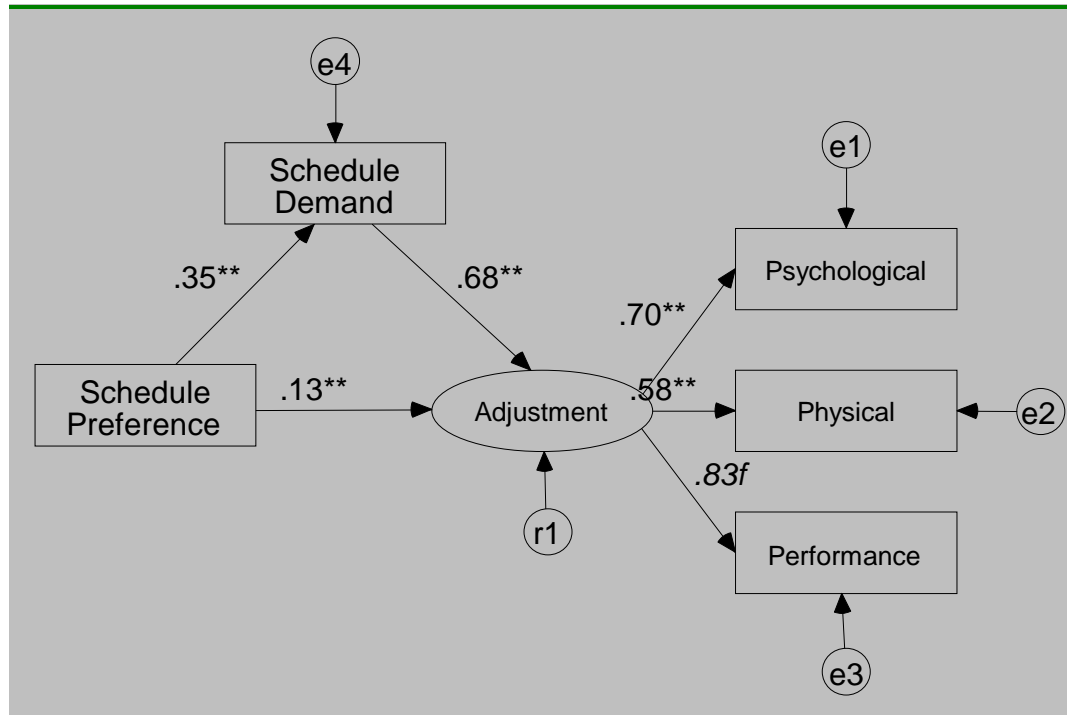 e4
Schedule
Demand
e1
Psychological
.35**
.68**
.70**
Schedule
Preference
.13**
Adjustment
.58**
Physical
e2
.83f
r1
Performance
e3